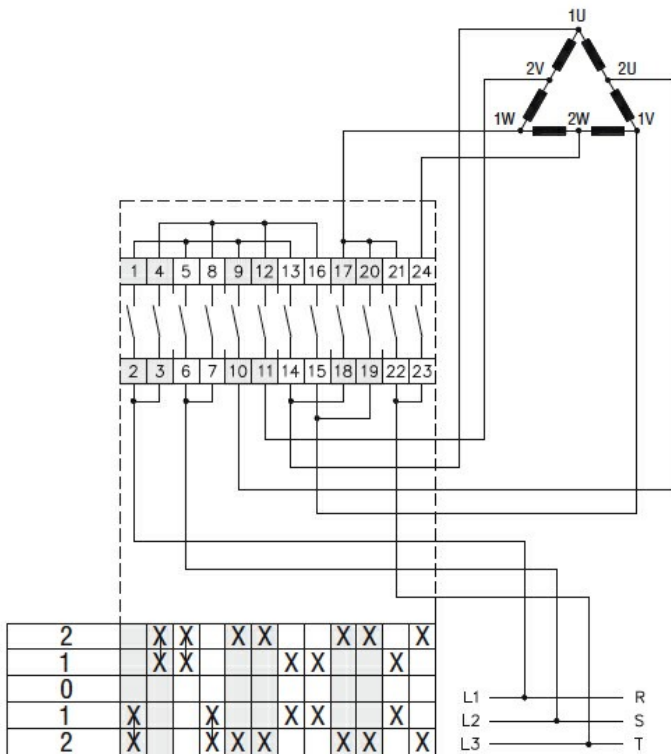 1U
2V 2U
1W 2W 1V
1 4 5 8 9 12 13 16 17 20 21 24
2 3 6 7 10 11 14 15 18 19 22 23
2 X X X X X X X
1 X X X X X
0
1 X X X X X
2 X X X X X X X
L1 R
L2 S
L3 T